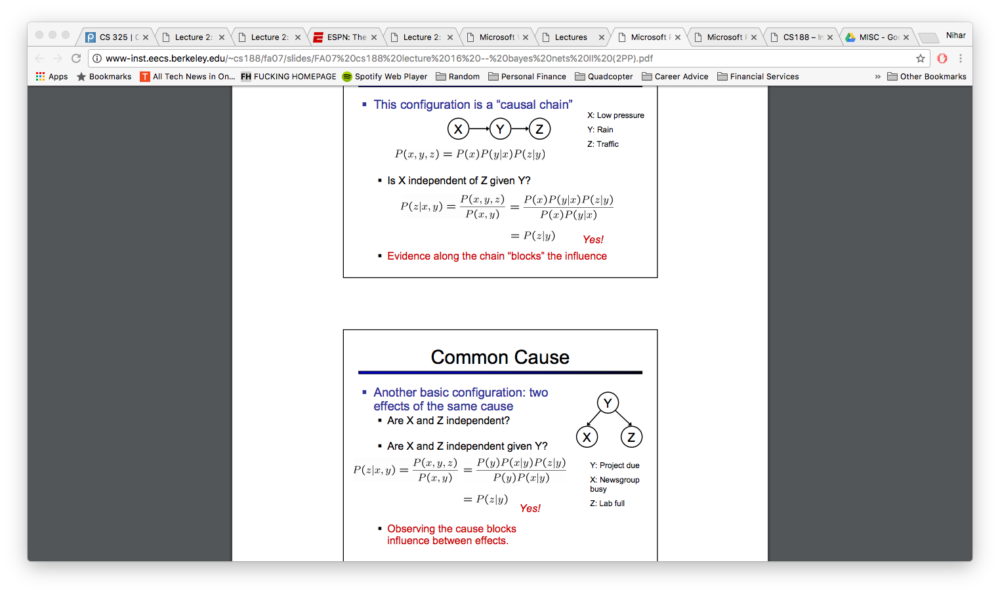 CS 325 | C
Lecture 2:
Lecture 2:
ESPN: The
Lecture 2:
Microsoft
Lectures
Microsoft
Microsoft
CS188 – In
MISC - Goo
Nihar
www-inst.eecs.berkeley.edu/~cs188/fa07/slides/FA07%20cs188%20lecture%2016%20--%20bayes%20nets%20II%20(2PP).pdf
Apps
Bookmarks
T All Tech News in On...
FH FUCKING HOMEPAGE
Spotify Web Player
Random
Personal Finance
Quadcopter
Career Advice
Financial Services
»
Other Bookmarks
▪ This configuration is a “causal chain”
X → Y → Z
X: Low pressure
Y: Rain
Z: Traffic
P(x, y, z) = P(x)P(y|x)P(z|y)
▪ Is X independent of Z given Y?
P(z|x, y) = P(x, y, z) / P(x, y) = P(x)P(y|x)P(z|y) / P(x)P(y|x)
= P(z|y) Yes!
▪ Evidence along the chain “blocks” the influence
Common Cause
▪ Another basic configuration: two
effects of the same cause
▪ Are X and Z independent?
▪ Are X and Z independent given Y?
P(z|x, y) = P(x, y, z) / P(x, y) = P(y)P(x|y)P(z|y) / P(y)P(x|y)
= P(z|y) Yes!
▪ Observing the cause blocks
influence between effects.
Y
X Z
Y: Project due
X: Newsgroup
busy
Z: Lab full